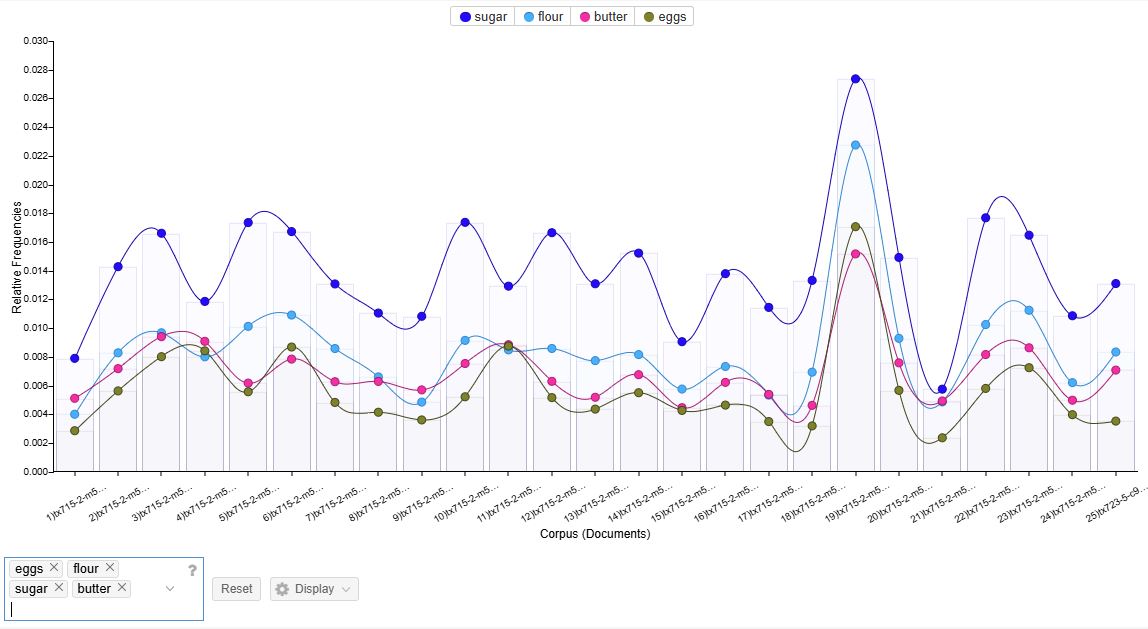 sugar flour butter eggs
0.030
0.028
0.026
0.024
0.022
0.020
0.018
0.016
0.014
0.012
0.010
0.008
0.006
0.004
0.002
0.000
Relative Frequencies
1)tx715-2-m5…
2)tx715-2-m5…
3)tx715-2-m5…
4)tx715-2-m5…
5)tx715-2-m5…
6)tx715-2-m5…
7)tx715-2-m5…
8)tx715-2-m5…
9)tx715-2-m5…
10)tx715-2-m5…
11)tx715-2-m5…
12)tx715-2-m5…
13)tx715-2-m5…
14)tx715-2-m5…
15)tx715-2-m5…
16)tx715-2-m5…
17)tx715-2-m5…
18)tx715-2-m5…
19)tx715-2-m5…
20)tx715-2-m5…
21)tx715-2-m5…
22)tx715-2-m5…
23)tx715-2-m5…
24)tx715-2-m5…
25)tx723-5-c9…
Corpus (Documents)
eggs flour ?
sugar butter
Reset Display